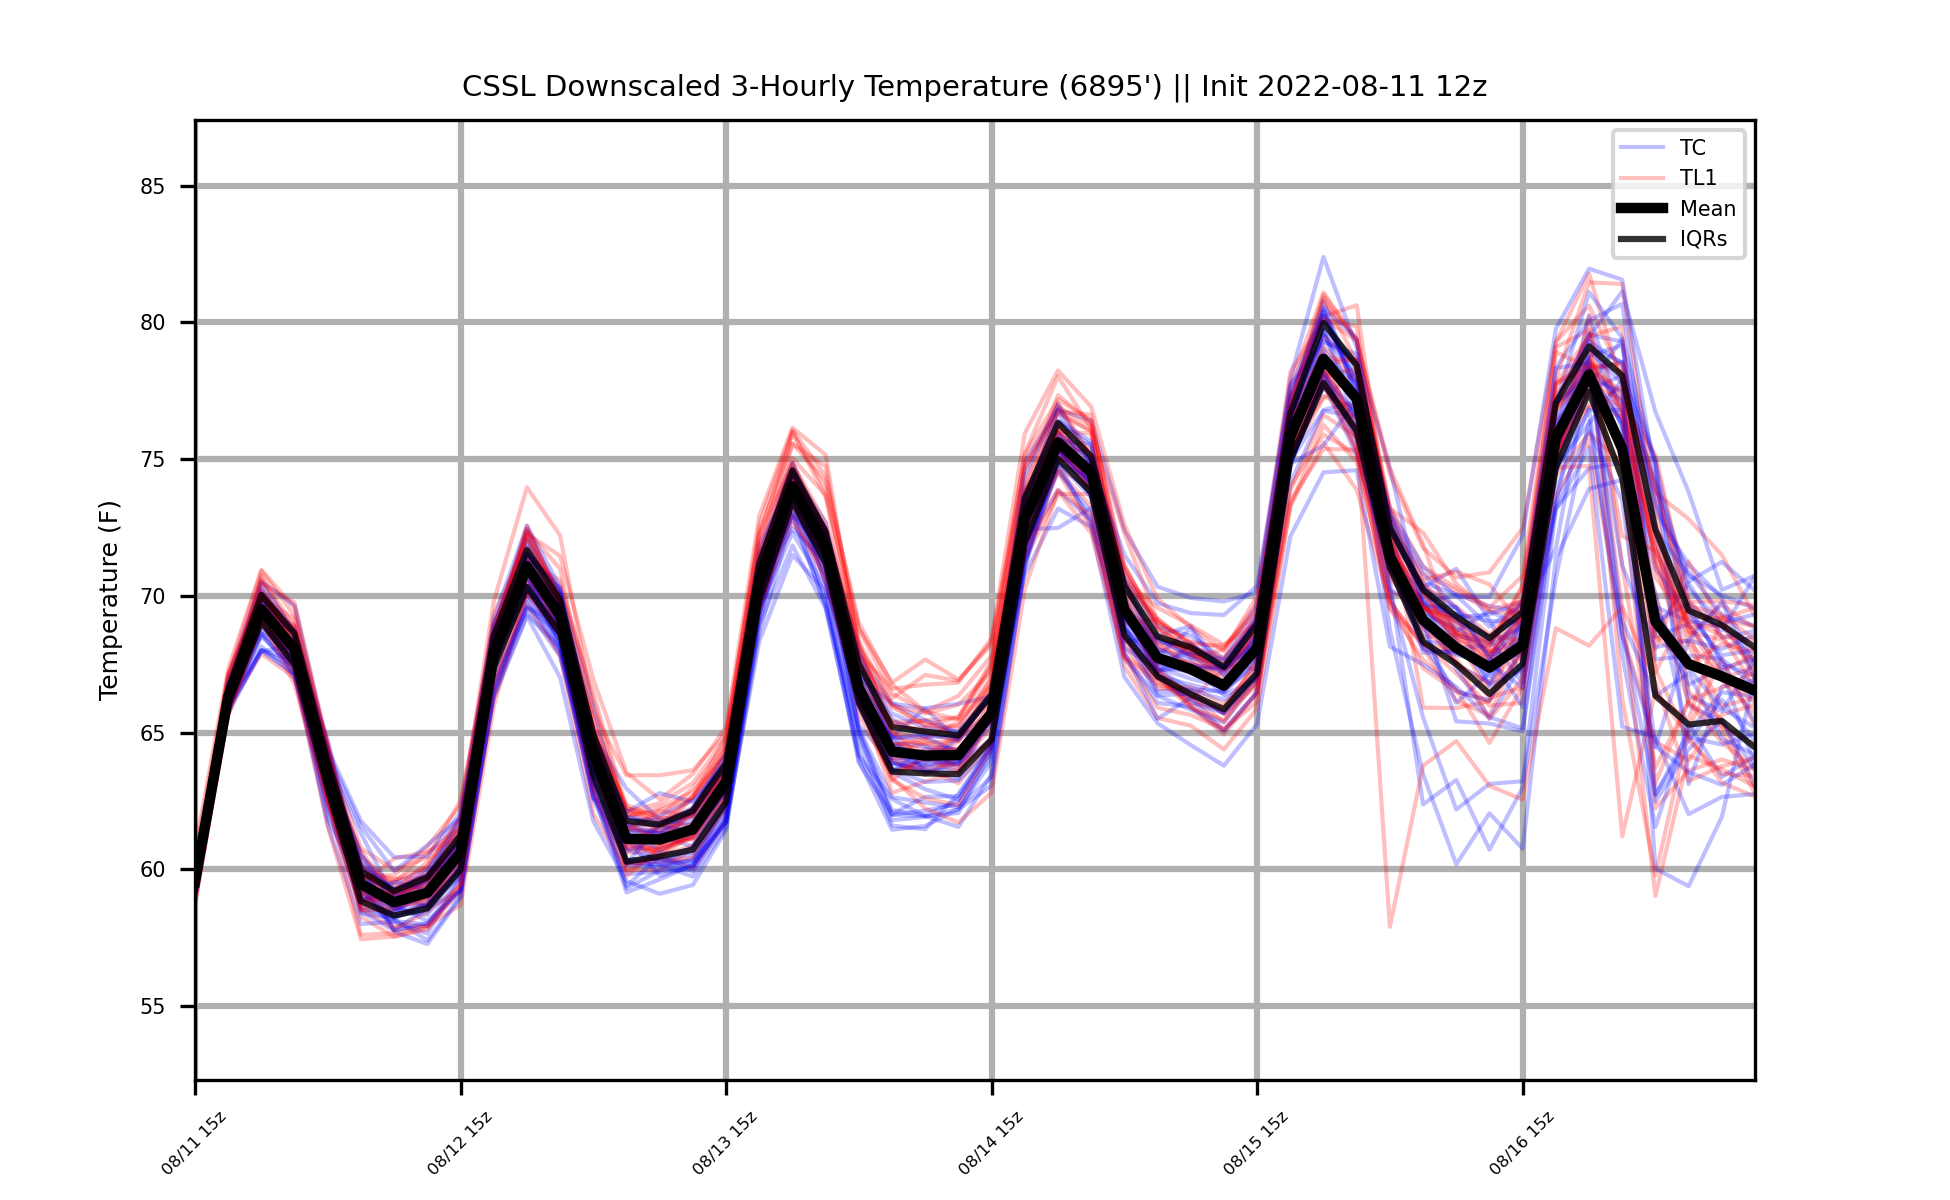 CSSL Downscaled 3-Hourly Temperature (6895') || Init 2022-08-11 12z
TC
TL1
Mean
IQRs
Temperature (F)
85
80
75
70
65
60
55
08/11 15z
08/12 15z
08/13 15z
08/14 15z
08/15 15z
08/16 15z